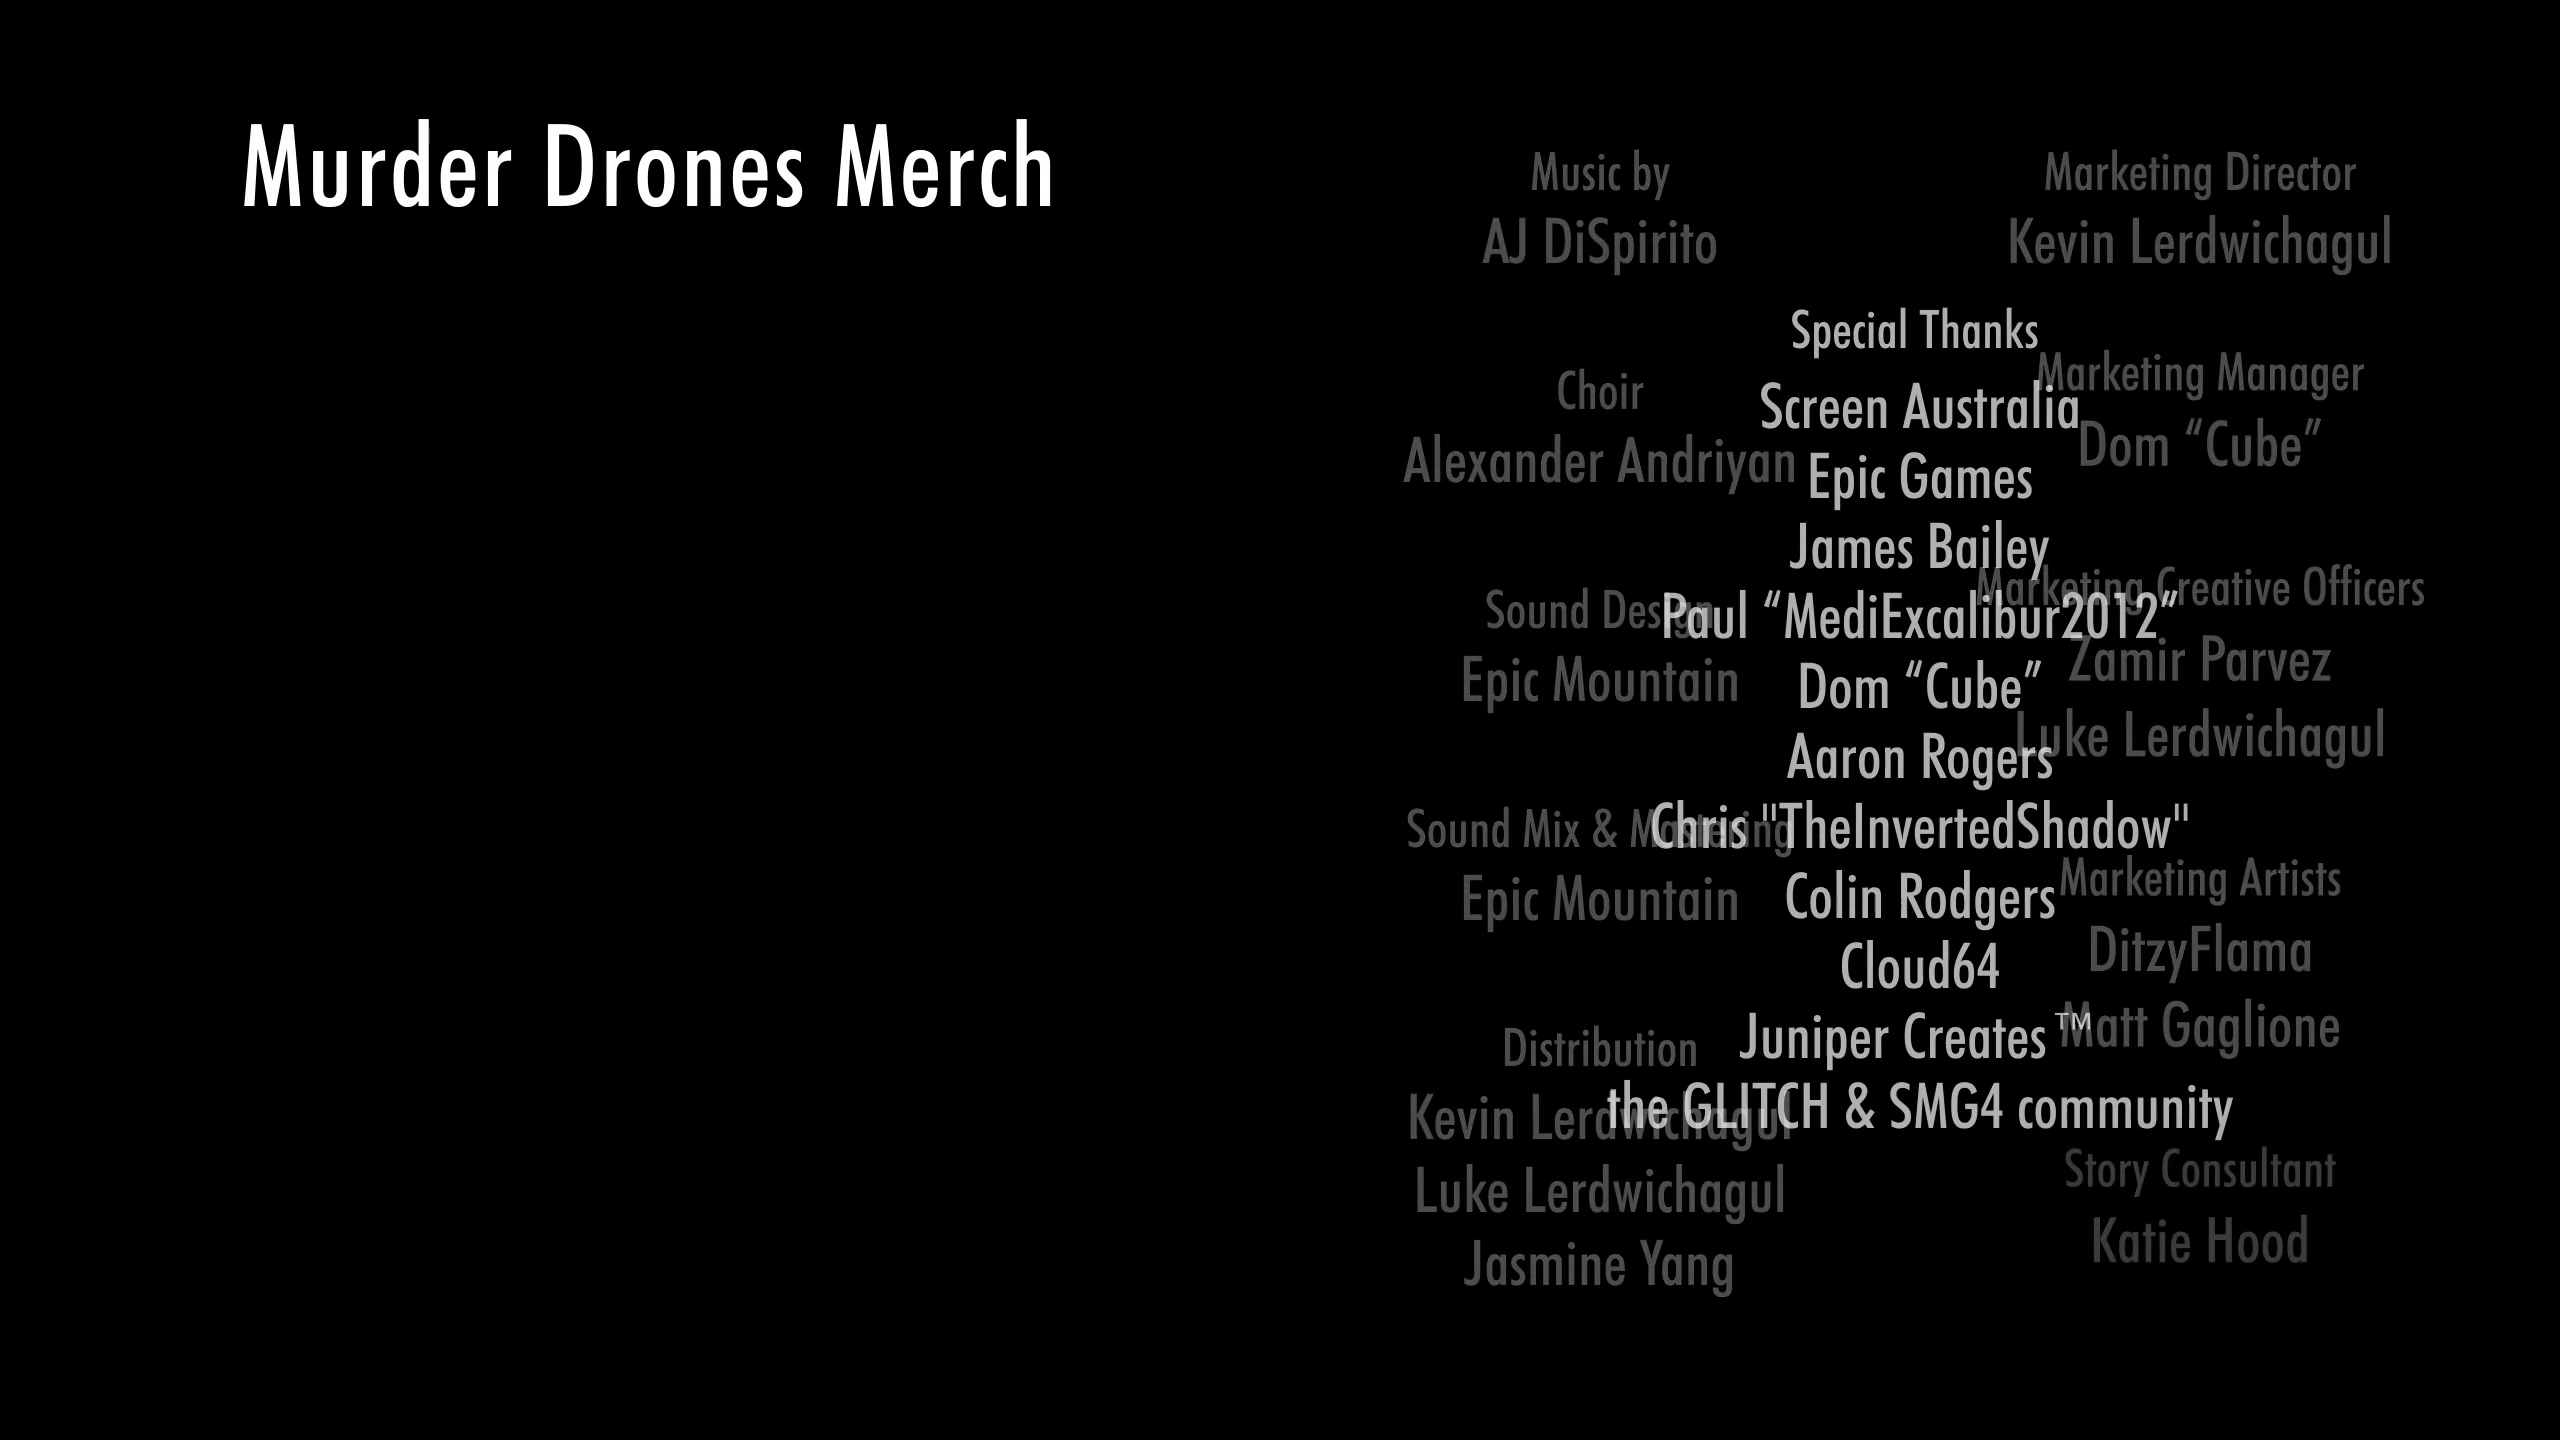 Murder Drones Merch
Music by
AJ DiSpirito
Choir
Alexander Andriyan
Sound Design
Epic Mountain
Sound Mix & Mastering
Epic Mountain
Distribution
Kevin Lerdwichagul
Luke Lerdwichagul
Jasmine Yang
Special Thanks
Screen Australia
Epic Games
James Bailey
Paul “MediExcalibur2012”
Dom “Cube”
Aaron Rogers
Chris "TheInvertedShadow"
Colin Rodgers
Cloud64
Juniper Creates™
the GLITCH & SMG4 community
Marketing Director
Kevin Lerdwichagul
Marketing Manager
Dom “Cube”
Marketing Creative Officers
Zamir Parvez
Luke Lerdwichagul
Marketing Artists
DitzyFlama
Matt Gaglione
Story Consultant
Katie Hood